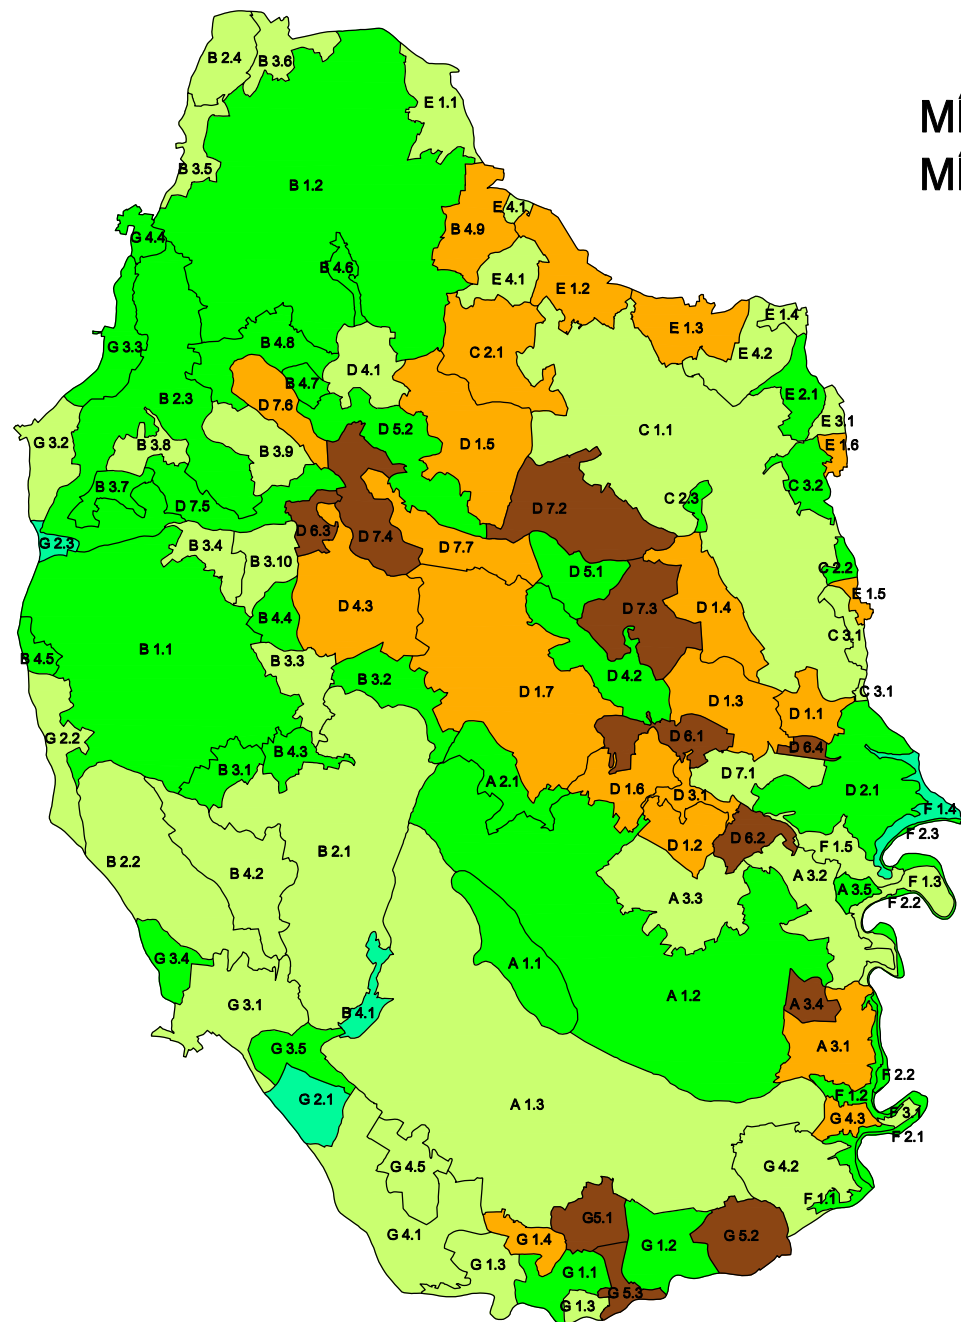 B 2.4
B 3.6
E 1.1
MÍ
MÍ
B 3.5
B 1.2
E 4.1
B 4.9
G 4.4
B 4.6
E 4.1
E 1.2
E 1.4
E 1.3
G 3.3
B 4.8
C 2.1
E 4.2
D 4.1
B 4.7
B 2.3
D 7.6
E 2.1
E 3.1
D 5.2
C 1.1
G 3.2
B 3.8
B 3.9
D 1.5
E 1.6
B 3.7
C 3.2
D 7.5
C 2.3
D 7.2
D 6.3
D 7.4
G 2.3
B 3.4
D 7.7
B 3.10
D 5.1
C 2.2
E 1.5
D 4.3
D 7.3
D 1.4
B 4.4
C 3.1
B 1.1
B 4.5
B 3.3
B 3.2
D 4.2
D 1.7
C 3.1
D 1.3
D 1.1
G 2.2
D 6.1
B 4.3
D 6.4
B 3.1
D 7.1
A 2.1
D 1.6
D 2.1
D 3.1
F 1.4
F 2.3
D 1.2
D 6.2
F 1.5
B 2.1
B 2.2
B 4.2
A 3.2
F 1.3
A 3.5
A 3.3
F 2.2
G 3.4
A 1.1
A 1.2
G 3.1
A 3.4
B 4.1
G 3.5
A 3.1
F 2.2
G 2.1
F 1.2
A 1.3
F 3.1
G 4.3
F 2.1
G 4.5
G 4.2
F 1.1
G5.1
G 4.1
G 1.4
G 5.2
G 1.2
G 1.3
G 1.1
G 5.3
G 1.3